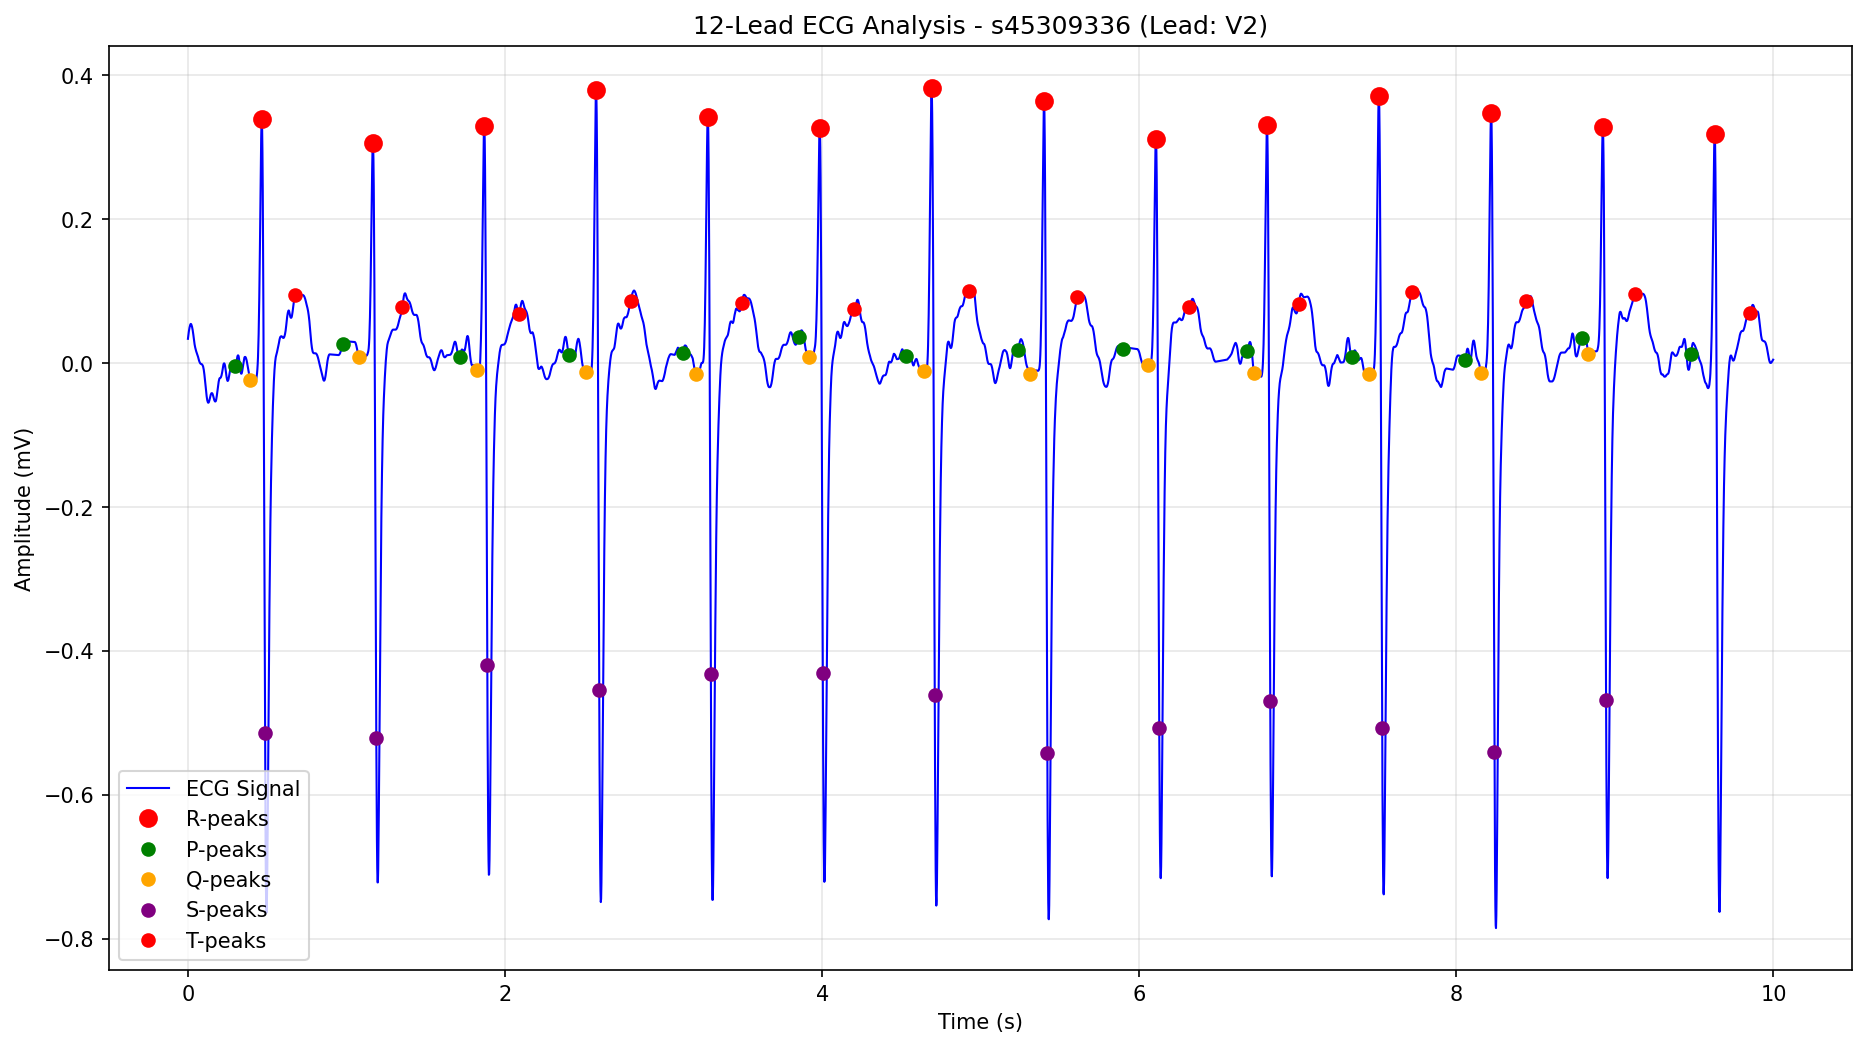 12-Lead ECG Analysis - s45309336 (Lead: V2)
Amplitude (mV)
0.4
0.2
0.0
−0.2
−0.4
−0.6
−0.8
ECG Signal
R-peaks
P-peaks
Q-peaks
S-peaks
T-peaks
0
2
4
6
8
10
Time (s)